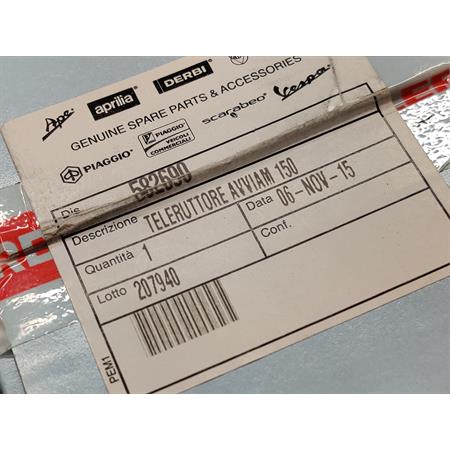 Ape aprilia DERBI
GENUINE SPARE PARTS & ACCESSORIES
PIAGGIO PIAGGIO VEICOLI COMMERCIALI scarabeo Vespa
Dis. 582690
Descrizione TELERUTTORE AVVIAM 150
Quantità 1 Data 06-NOV-15
Lotto 207940 Conf.
PEM1